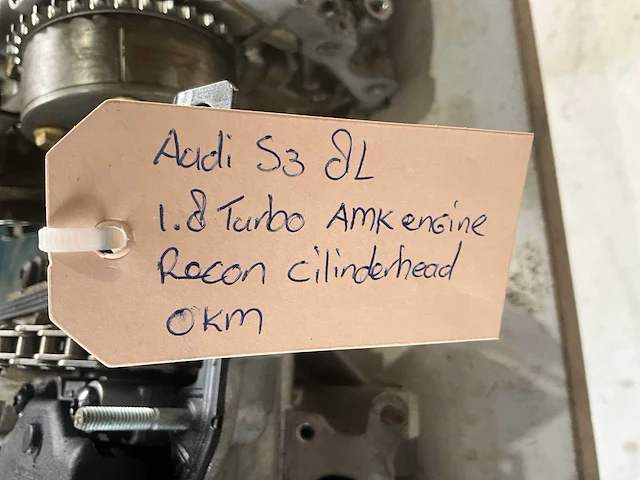 Audi S3 8L
1.8 Turbo AMK engine
Recon cilinderhead
0KM